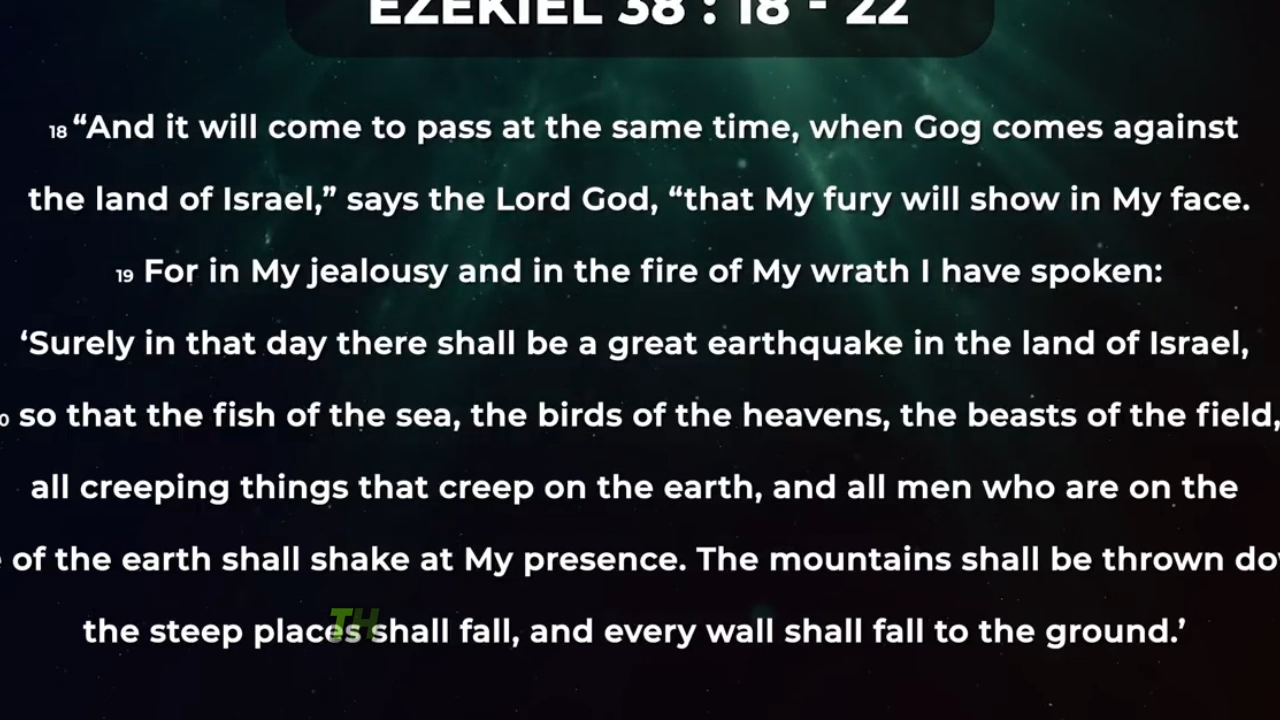 EZEKIEL 38 : 18 - 22
18 “And it will come to pass at the same time, when Gog comes against
the land of Israel,” says the Lord God, “that My fury will show in My face.
19 For in My jealousy and in the fire of My wrath I have spoken:
‘Surely in that day there shall be a great earthquake in the land of Israel,
so that the fish of the sea, the birds of the heavens, the beasts of the field,
all creeping things that creep on the earth, and all men who are on the
of the earth shall shake at My presence. The mountains shall be thrown
the steep places shall fall, and every wall shall fall to the ground.’
TH